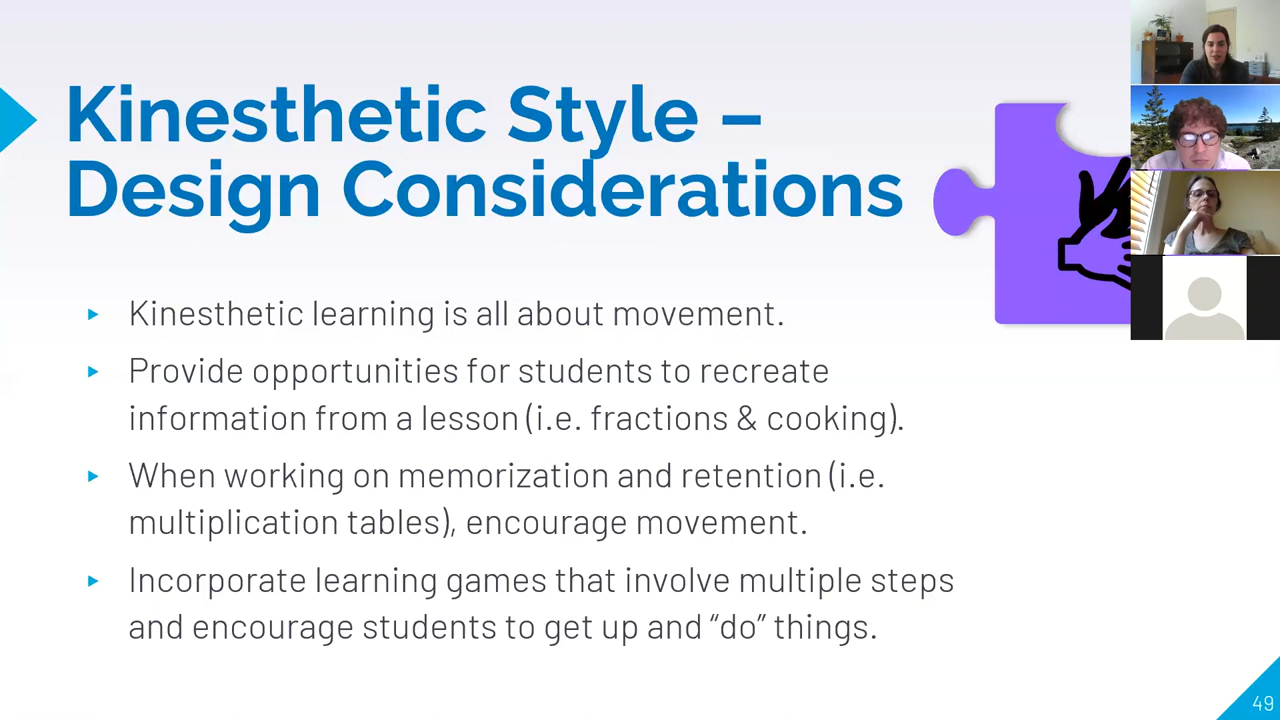 Kinesthetic Style –
Design Considerations
Kinesthetic learning is all about movement.
Provide opportunities for students to recreate
information from a lesson (i.e. fractions & cooking).
When working on memorization and retention (i.e.
multiplication tables), encourage movement.
Incorporate learning games that involve multiple steps
and encourage students to get up and “do” things.
49